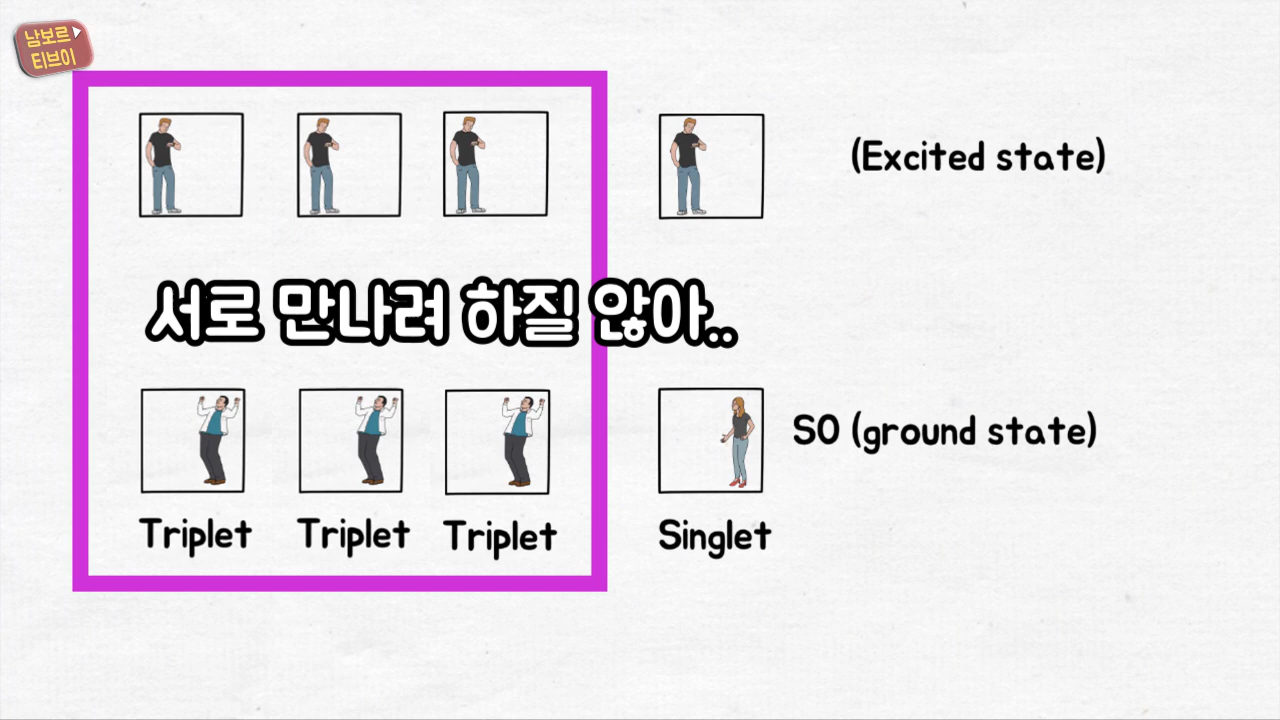 남보르
티브이
(Excited state)
서로 만나려 하질 않아..
S0 (ground state)
Triplet
Triplet
Triplet
Singlet